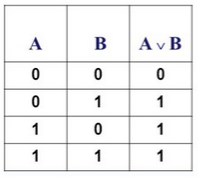 A B A ∨ B
0 0 0
0 1 1
1 0 1
1 1 1